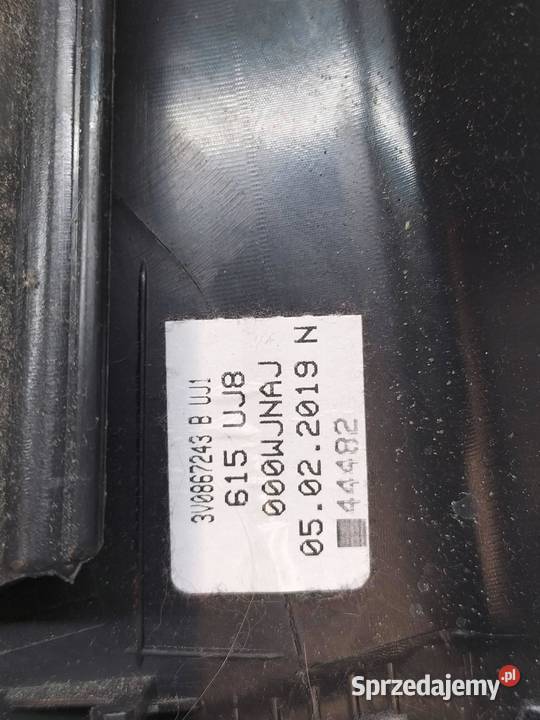 3V0867243 B UJ1
615 UJ8
000WJNAJ
05.02.2019 N
44482
Sprzedajemy.pl